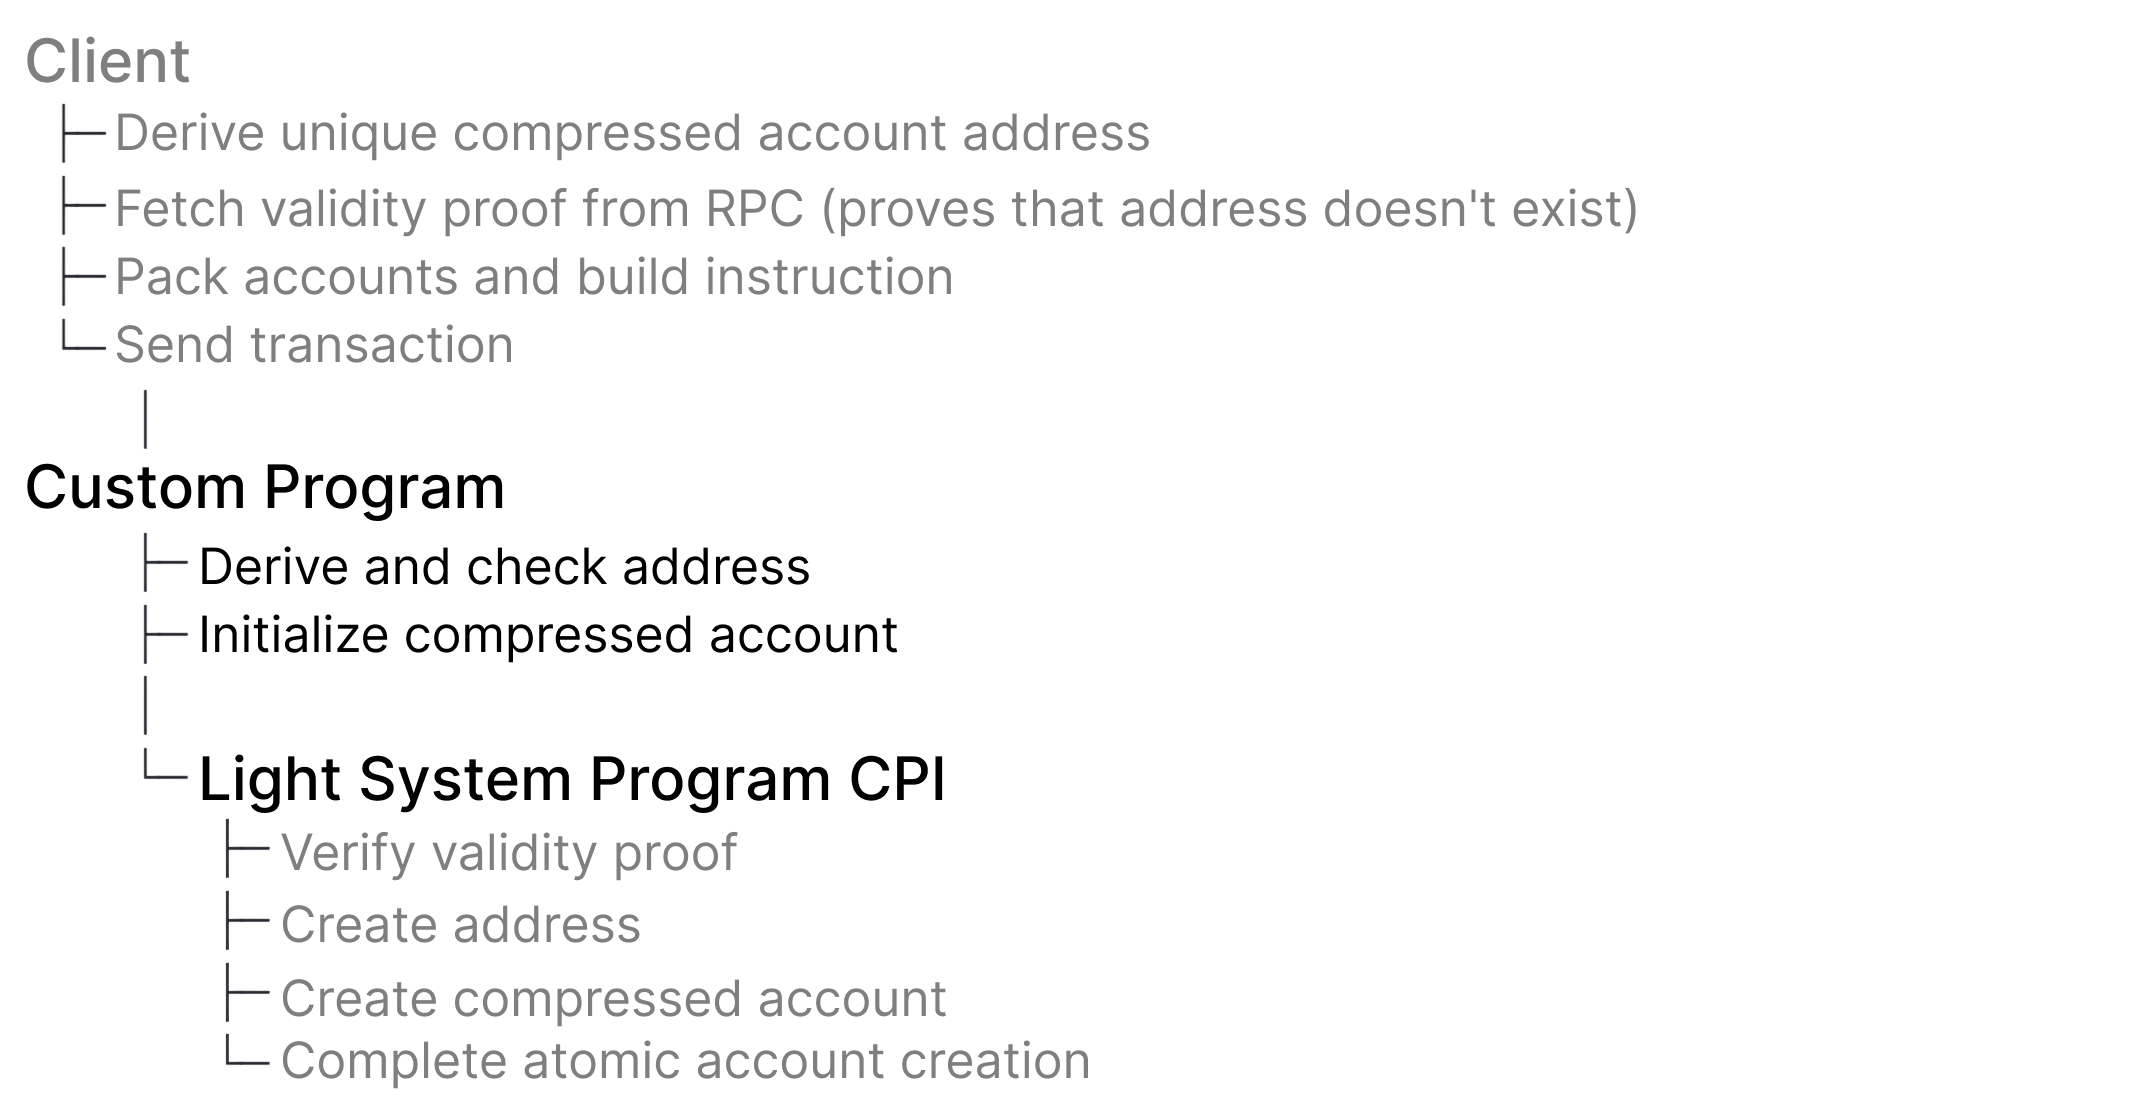 Client
Derive unique compressed account address
Fetch validity proof from RPC (proves that address doesn't exist)
Pack accounts and build instruction
Send transaction
Custom Program
Derive and check address
Initialize compressed account
Light System Program CPI
Verify validity proof
Create address
Create compressed account
Complete atomic account creation